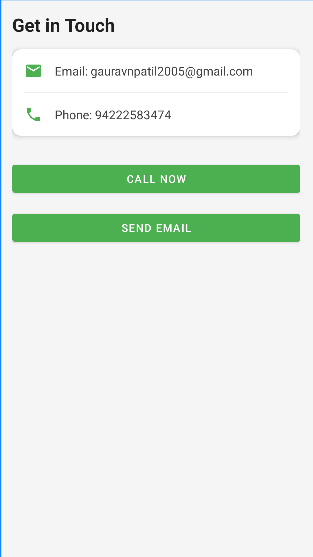 Get in Touch
Email: gauravnpatil2005@gmail.com
Phone: 94222583474
CALL NOW
SEND EMAIL